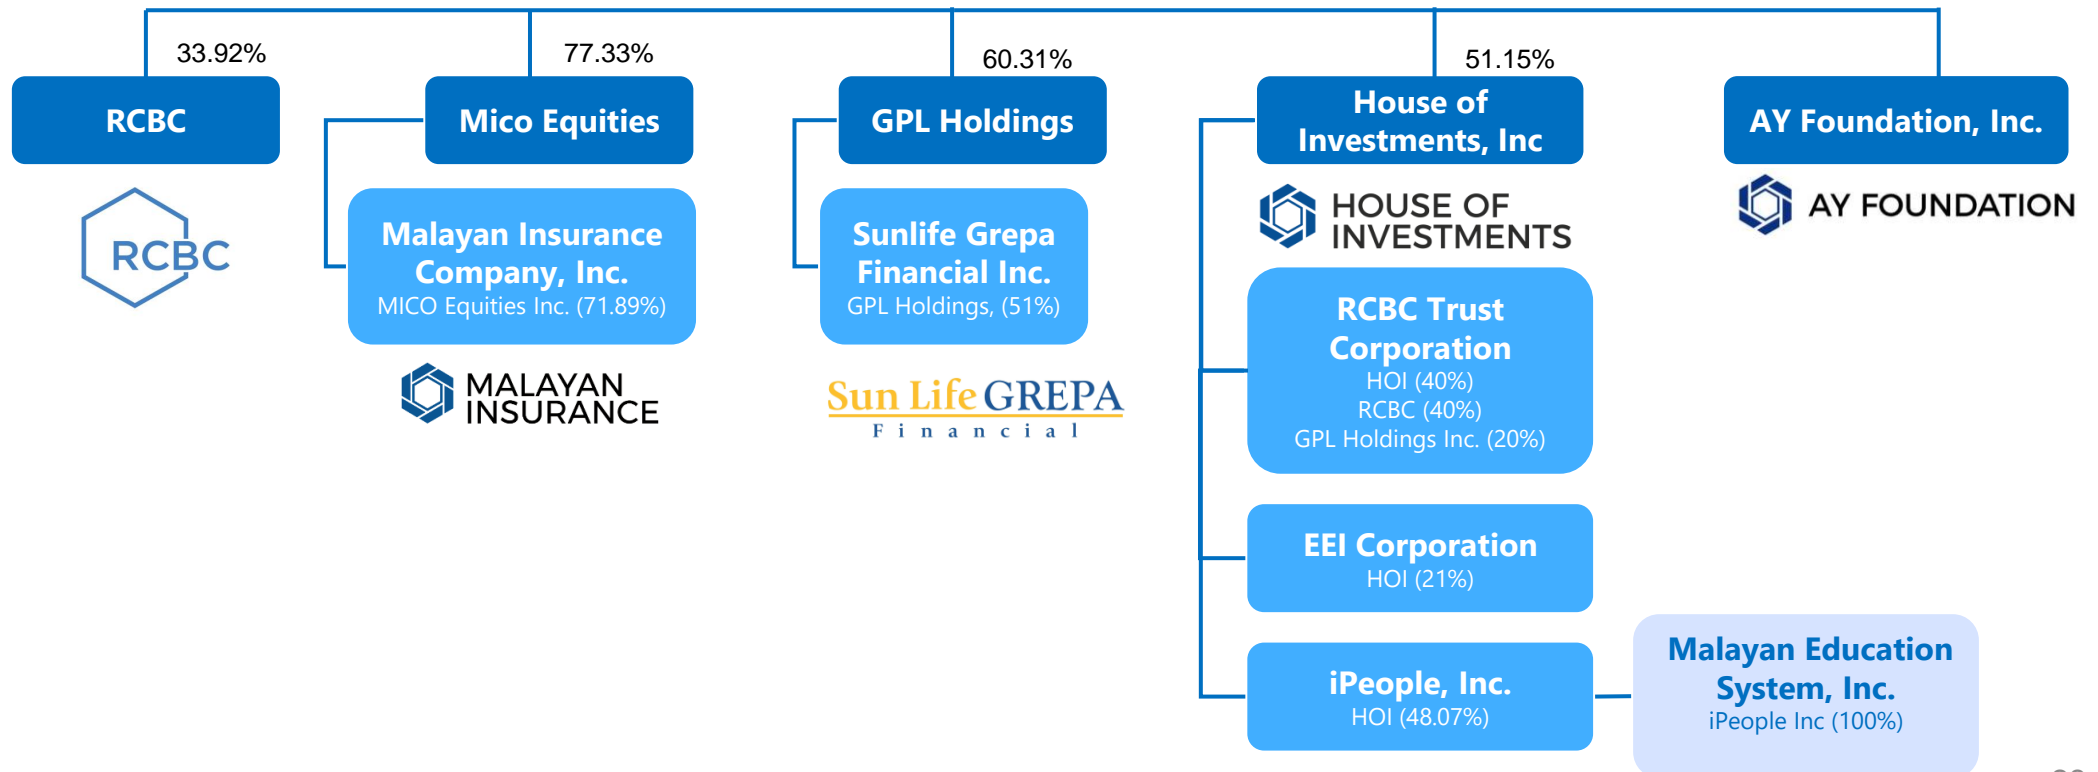 33.92%
77.33%
60.31%
51.15%
RCBC
Mico Equities
GPL Holdings
House of
Investments, Inc
AY Foundation, Inc.
RCBC
Malayan Insurance
Company, Inc.
MICO Equities Inc. (71.89%)
MALAYAN
INSURANCE
Sunlife Grepa
Financial Inc.
GPL Holdings, (51%)
Sun Life GREPA
Financial
HOUSE OF
INVESTMENTS
AY FOUNDATION
RCBC Trust
Corporation
HOI (40%)
RCBC (40%)
GPL Holdings Inc. (20%)
EEI Corporation
HOI (21%)
iPeople, Inc.
HOI (48.07%)
Malayan Education
System, Inc.
iPeople Inc (100%)